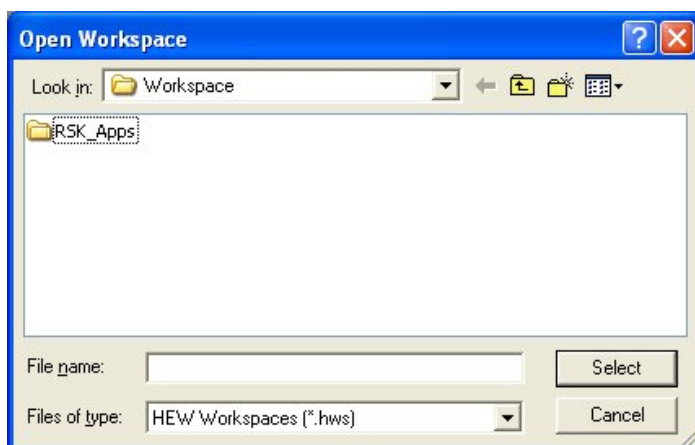 Open Workspace
Look in: Workspace
RSK_Apps
File name: Select
Files of type: HEW Workspaces (*.hws) Cancel